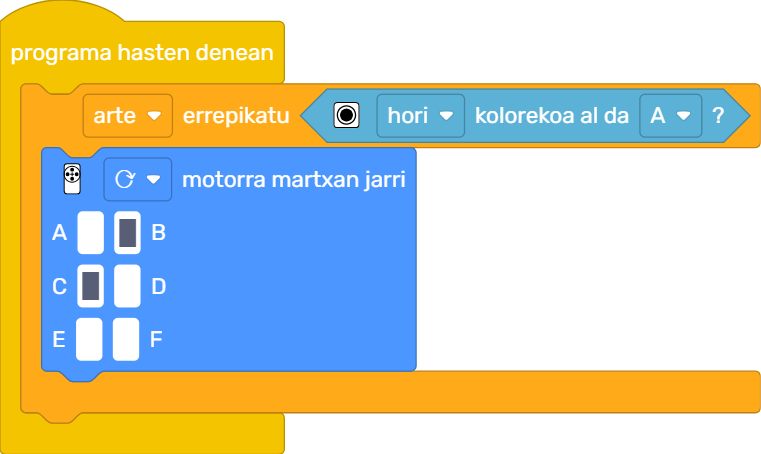 programa hasten denean
arte errepikatu hori kolorekoa al da A ?
motorra martxan jarri
A B
C D
E F